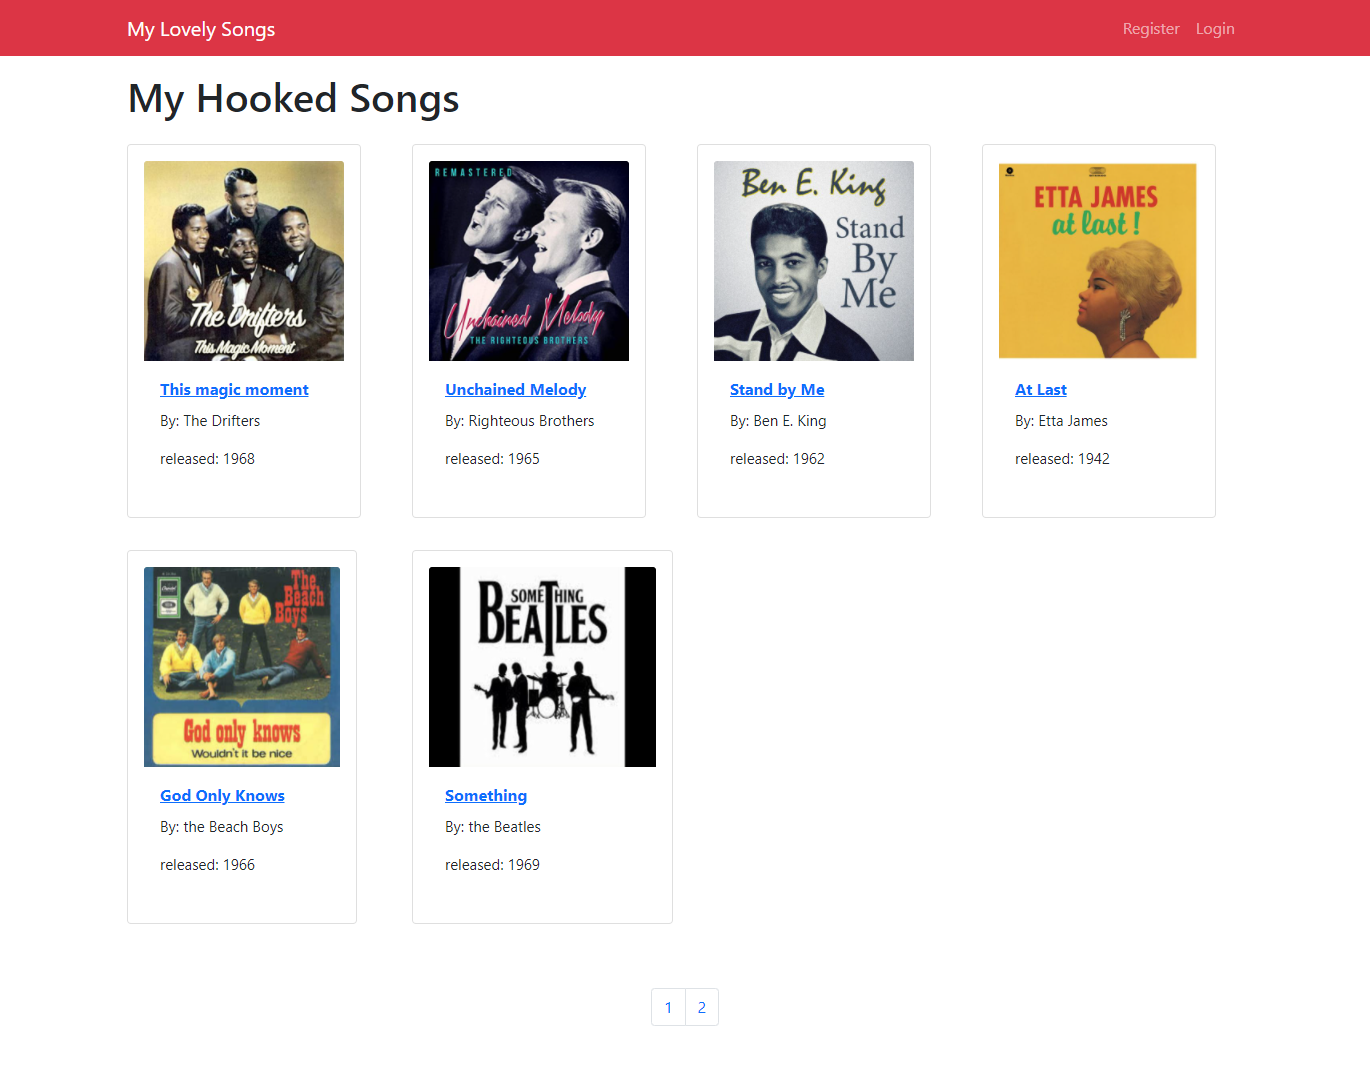 My Lovely Songs
Register Login
My Hooked Songs
The Drifters
This Magic Moment
This magic moment
By: The Drifters
released: 1968
REMASTERED
Unchained Melody
THE RIGHTEOUS BROTHERS
Unchained Melody
By: Righteous Brothers
released: 1965
Ben E. King
Stand
By
Me
Stand by Me
By: Ben E. King
released: 1962
ETTA JAMES
at last!
At Last
By: Etta James
released: 1942
The
Beach
Boys
God only knows
Wouldn't it be nice
God Only Knows
By: the Beach Boys
released: 1966
SOMETHING
BEATLES
Something
By: the Beatles
released: 1969
1 2